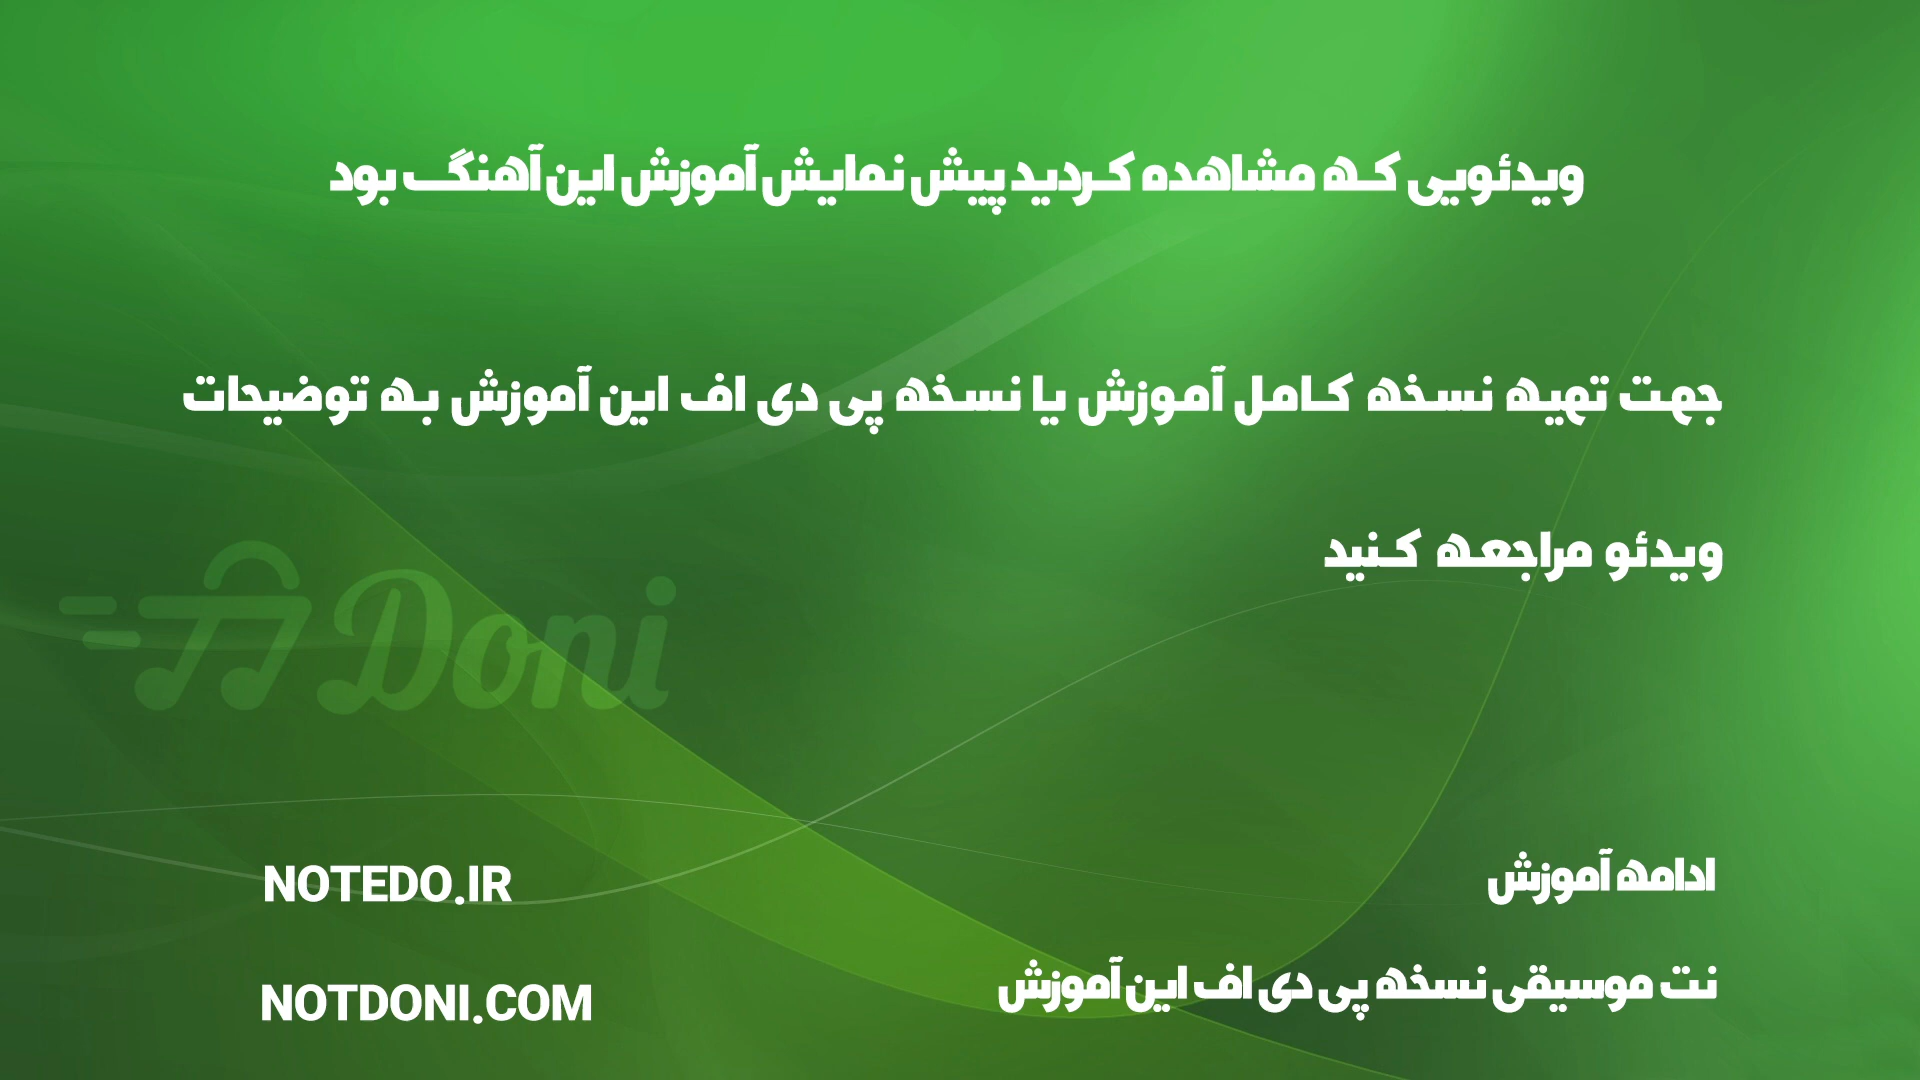 ویدئویی که مشاهده کردید پیش نمایش آموزش این آهنگ بود
جهت تهیه نسخه کامل آموزش یا نسخه پی دی اف این آموزش به توضیحات
ویدئو مراجعه کنید
Doni
ادامه آموزش
NOTEDO.IR
نت موسیقی نسخه پی دی اف این آموزش
NOTDONI.COM